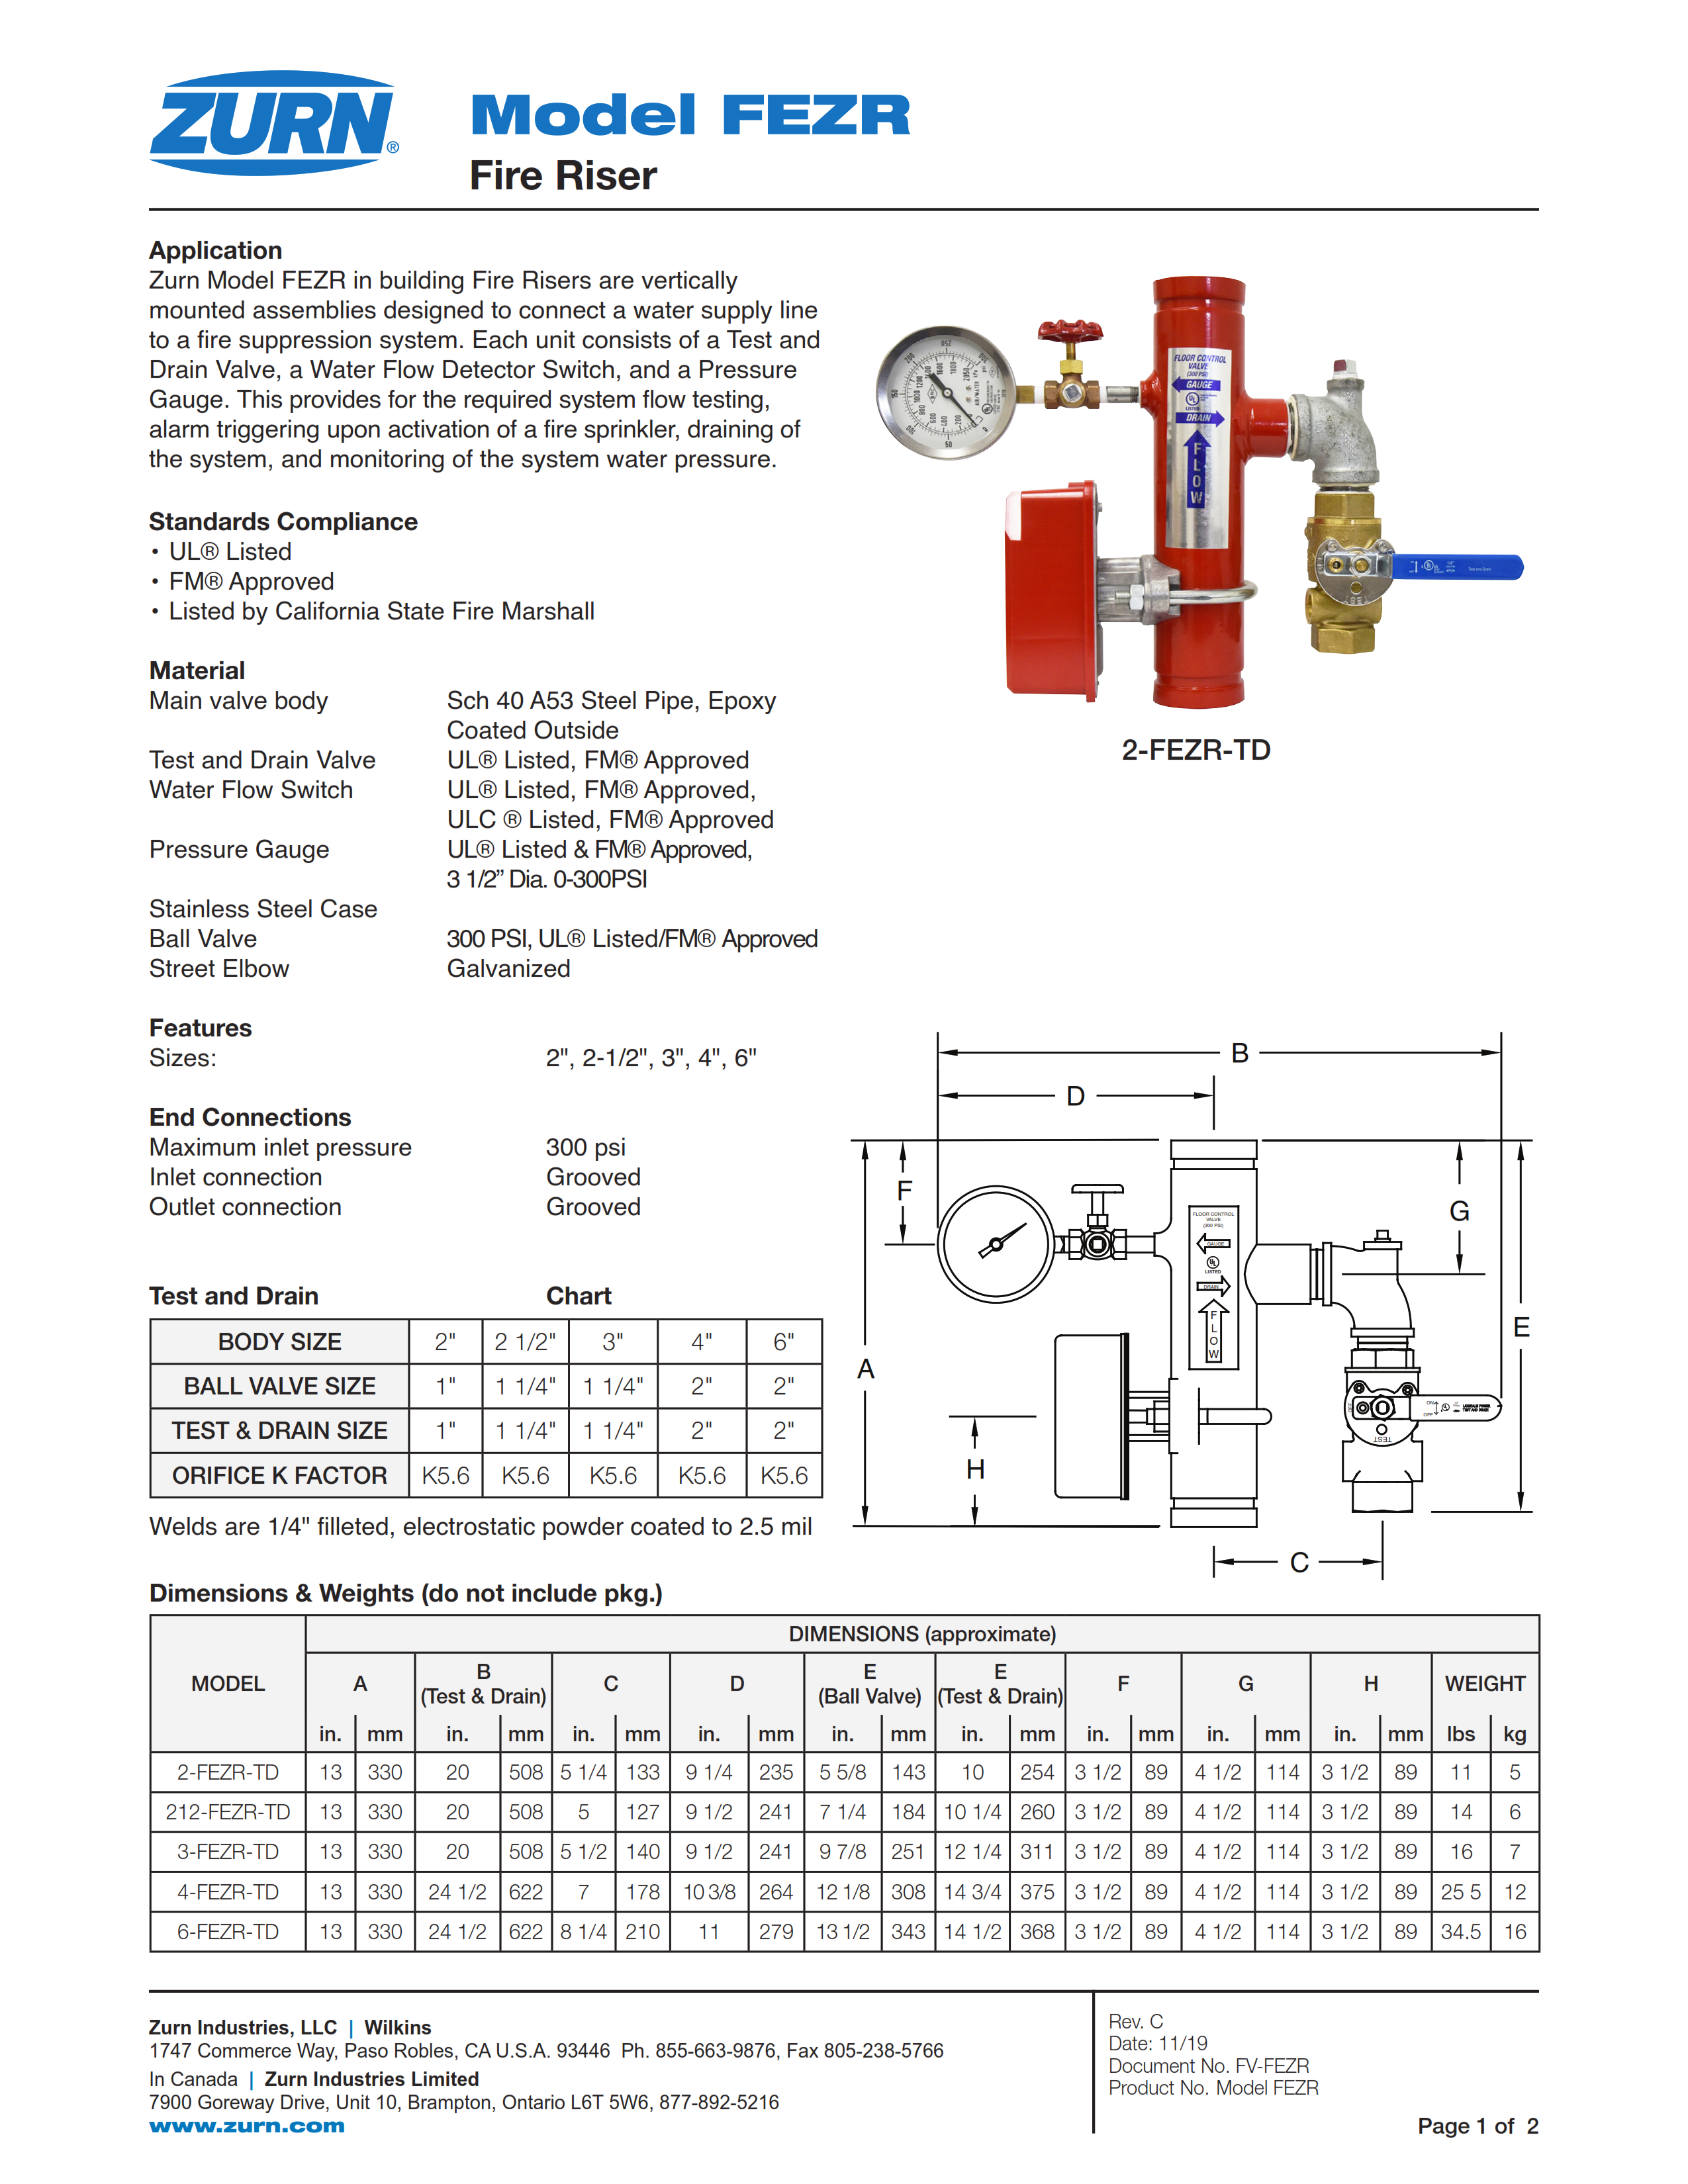 ZURN®
Model FEZR
Fire Riser
Application
Zurn Model FEZR in building Fire Risers are vertically
mounted assemblies designed to connect a water supply line
to a fire suppression system. Each unit consists of a Test and
Drain Valve, a Water Flow Detector Switch, and a Pressure
Gauge. This provides for the required system flow testing,
alarm triggering upon activation of a fire sprinkler, draining of
the system, and monitoring of the system water pressure.
Standards Compliance
• UL® Listed
• FM® Approved
• Listed by California State Fire Marshall
Material
Main valve body Sch 40 A53 Steel Pipe, Epoxy
Coated Outside
Test and Drain Valve UL® Listed, FM® Approved
Water Flow Switch UL® Listed, FM® Approved,
ULC ® Listed, FM® Approved
Pressure Gauge UL® Listed & FM® Approved,
3 1/2” Dia. 0-300PSI
Stainless Steel Case
Ball Valve 300 PSI, UL® Listed/FM® Approved
Street Elbow Galvanized
FLOOR CONTROL
VALVE
(300 PSI)
GAUGE
UL
LISTED
DRAIN
FLOW
TEST
2-FEZR-TD
Features
Sizes: 2", 2-1/2", 3", 4", 6"
End Connections
Maximum inlet pressure 300 psi
Inlet connection Grooved
Outlet connection Grooved
B
D
F
G
A
E
H
C
FLOOR CONTROL
VALVE
(300 PSI)
GAUGE
UL
LISTED
DRAIN
FLOW
ON
OFF
TEST
Test and Drain Chart
BODY SIZE 2" 2 1/2" 3" 4" 6"
BALL VALVE SIZE 1" 1 1/4" 1 1/4" 2" 2"
TEST & DRAIN SIZE 1" 1 1/4" 1 1/4" 2" 2"
ORIFICE K FACTOR K5.6 K5.6 K5.6 K5.6 K5.6
Welds are 1/4" filleted, electrostatic powder coated to 2.5 mil
Dimensions & Weights (do not include pkg.)
DIMENSIONS (approximate)
MODEL A B (Test & Drain) C D E (Ball Valve) E (Test & Drain) F G H WEIGHT
in. mm in. mm in. mm in. mm in. mm in. mm in. mm in. mm in. mm lbs kg
2-FEZR-TD 13 330 20 508 5 1/4 133 9 1/4 235 5 5/8 143 10 254 3 1/2 89 4 1/2 114 3 1/2 89 11 5
212-FEZR-TD 13 330 20 508 5 127 9 1/2 241 7 1/4 184 10 1/4 260 3 1/2 89 4 1/2 114 3 1/2 89 14 6
3-FEZR-TD 13 330 20 508 5 1/2 140 9 1/2 241 9 7/8 251 12 1/4 311 3 1/2 89 4 1/2 114 3 1/2 89 16 7
4-FEZR-TD 13 330 24 1/2 622 7 178 10 3/8 264 12 1/8 308 14 3/4 375 3 1/2 89 4 1/2 114 3 1/2 89 25 5 12
6-FEZR-TD 13 330 24 1/2 622 8 1/4 210 11 279 13 1/2 343 14 1/2 368 3 1/2 89 4 1/2 114 3 1/2 89 34.5 16
Zurn Industries, LLC | Wilkins
1747 Commerce Way, Paso Robles, CA U.S.A. 93446 Ph. 855-663-9876, Fax 805-238-5766
In Canada | Zurn Industries Limited
7900 Goreway Drive, Unit 10, Brampton, Ontario L6T 5W6, 877-892-5216
www.zurn.com
Rev. C
Date: 11/19
Document No. FV-FEZR
Product No. Model FEZR
Page 1 of 2